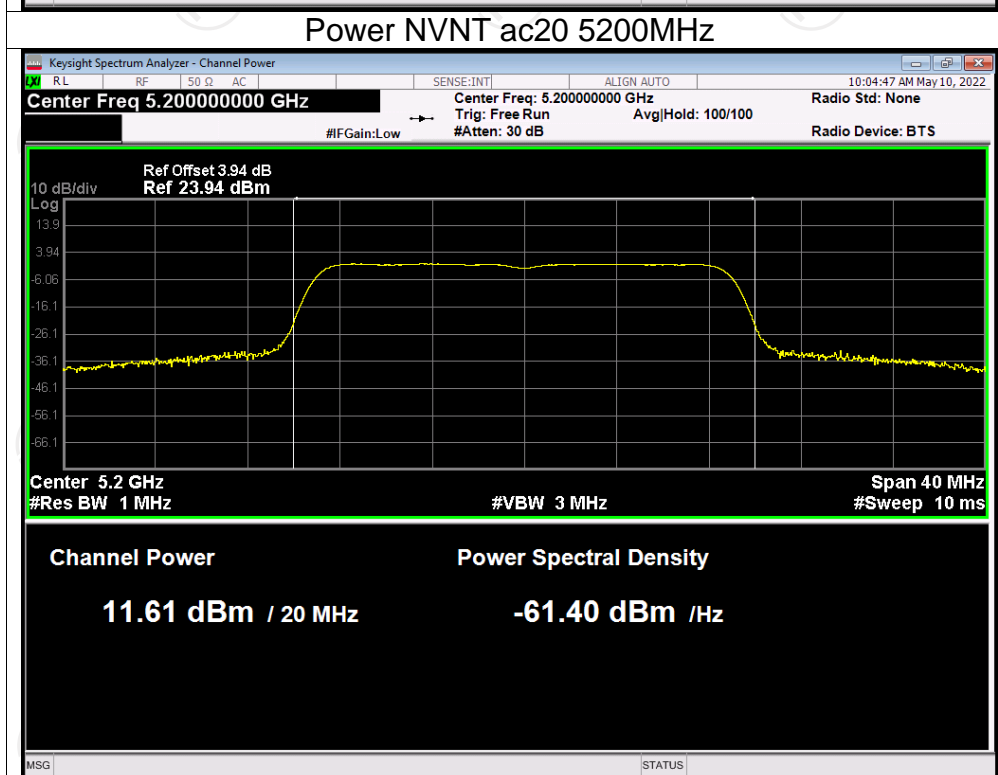 Power NVNT ac20 5200MHz
Keysight Spectrum Analyzer - Channel Power
LXI RL RF 50 Ω AC SENSE:INT ALIGN AUTO 10:04:47 AM May 10, 2022
Center Freq 5.200000000 GHz Center Freq: 5.200000000 GHz Radio Std: None
Trig: Free Run Avg|Hold: 100/100
#IFGain:Low #Atten: 30 dB Radio Device: BTS
Ref Offset 3.94 dB
10 dB/div Ref 23.94 dBm
Log
13.9
3.94
-6.06
-16.1
-26.1
-36.1
-46.1
-56.1
-66.1
Center 5.2 GHz Span 40 MHz
#Res BW 1 MHz #VBW 3 MHz #Sweep 10 ms
Channel Power Power Spectral Density
11.61 dBm / 20 MHz -61.40 dBm /Hz
MSG STATUS